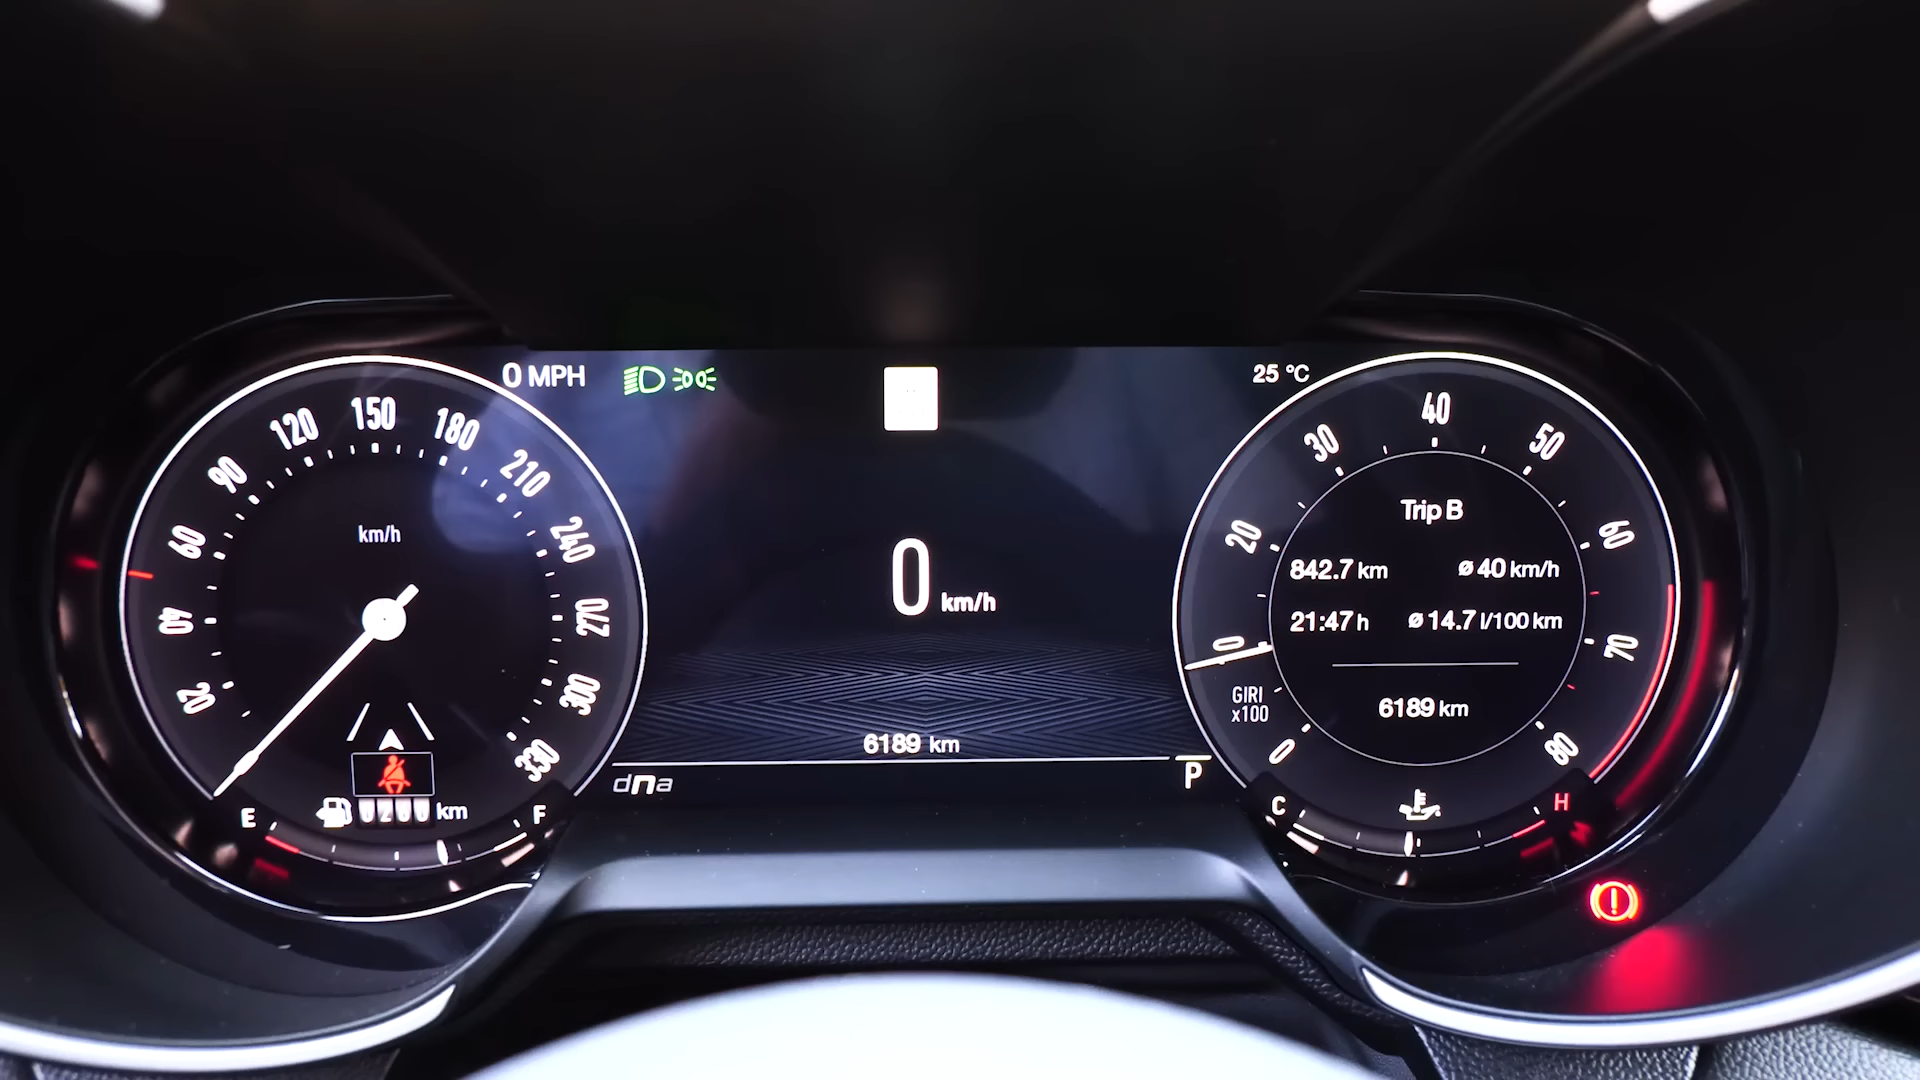 0 MPH
25 °C
20
40
60
90
120
150
180
210
240
270
300
330
km/h
E
F
km
0 km/h
6189 km
dna
P
0
20
30
40
50
60
70
80
GIRI
x100
Trip B
842.7 km
ø 40 km/h
21:47 h
ø 14.7 l/100 km
6189 km
C
H